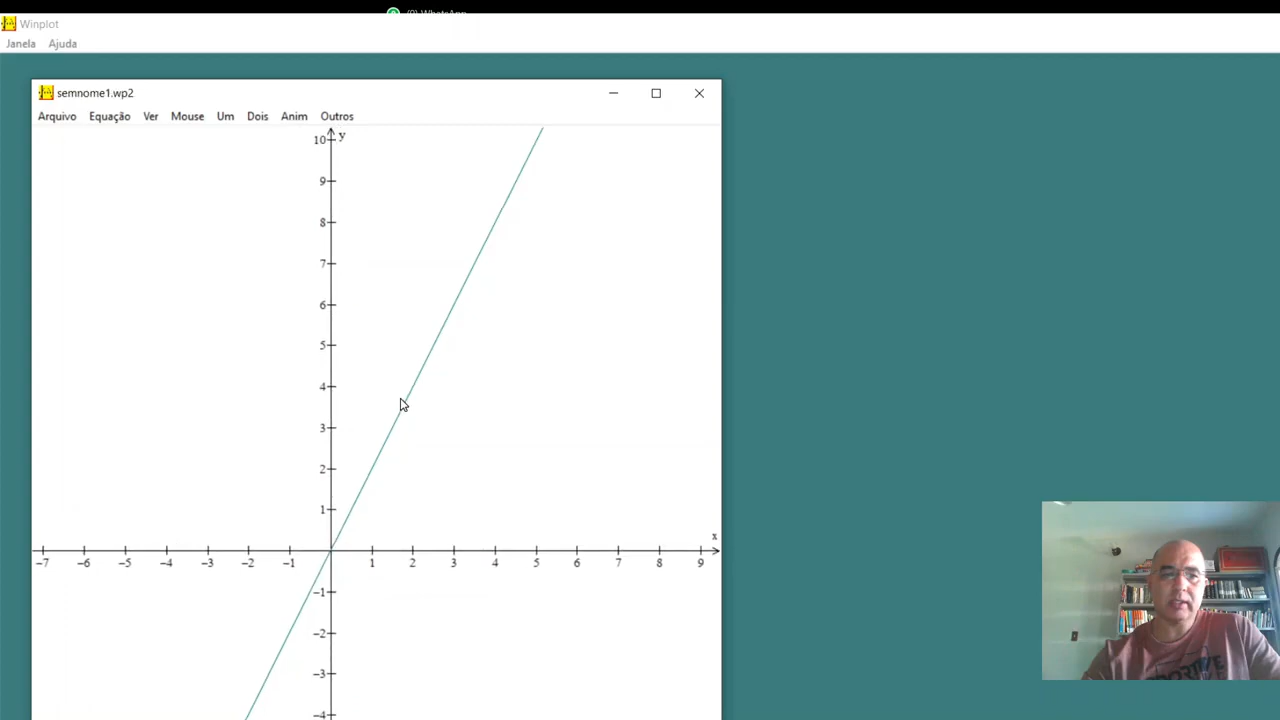 (0) WhatsApp
Winplot
Janela Ajuda
semnome1.wp2
Arquivo Equação Ver Mouse Um Dois Anim Outros
y
10
9
8
7
6
5
4
3
2
1
x
-7 -6 -5 -4 -3 -2 -1 1 2 3 4 5 6 7 8 9
-1
-2
-3
-4